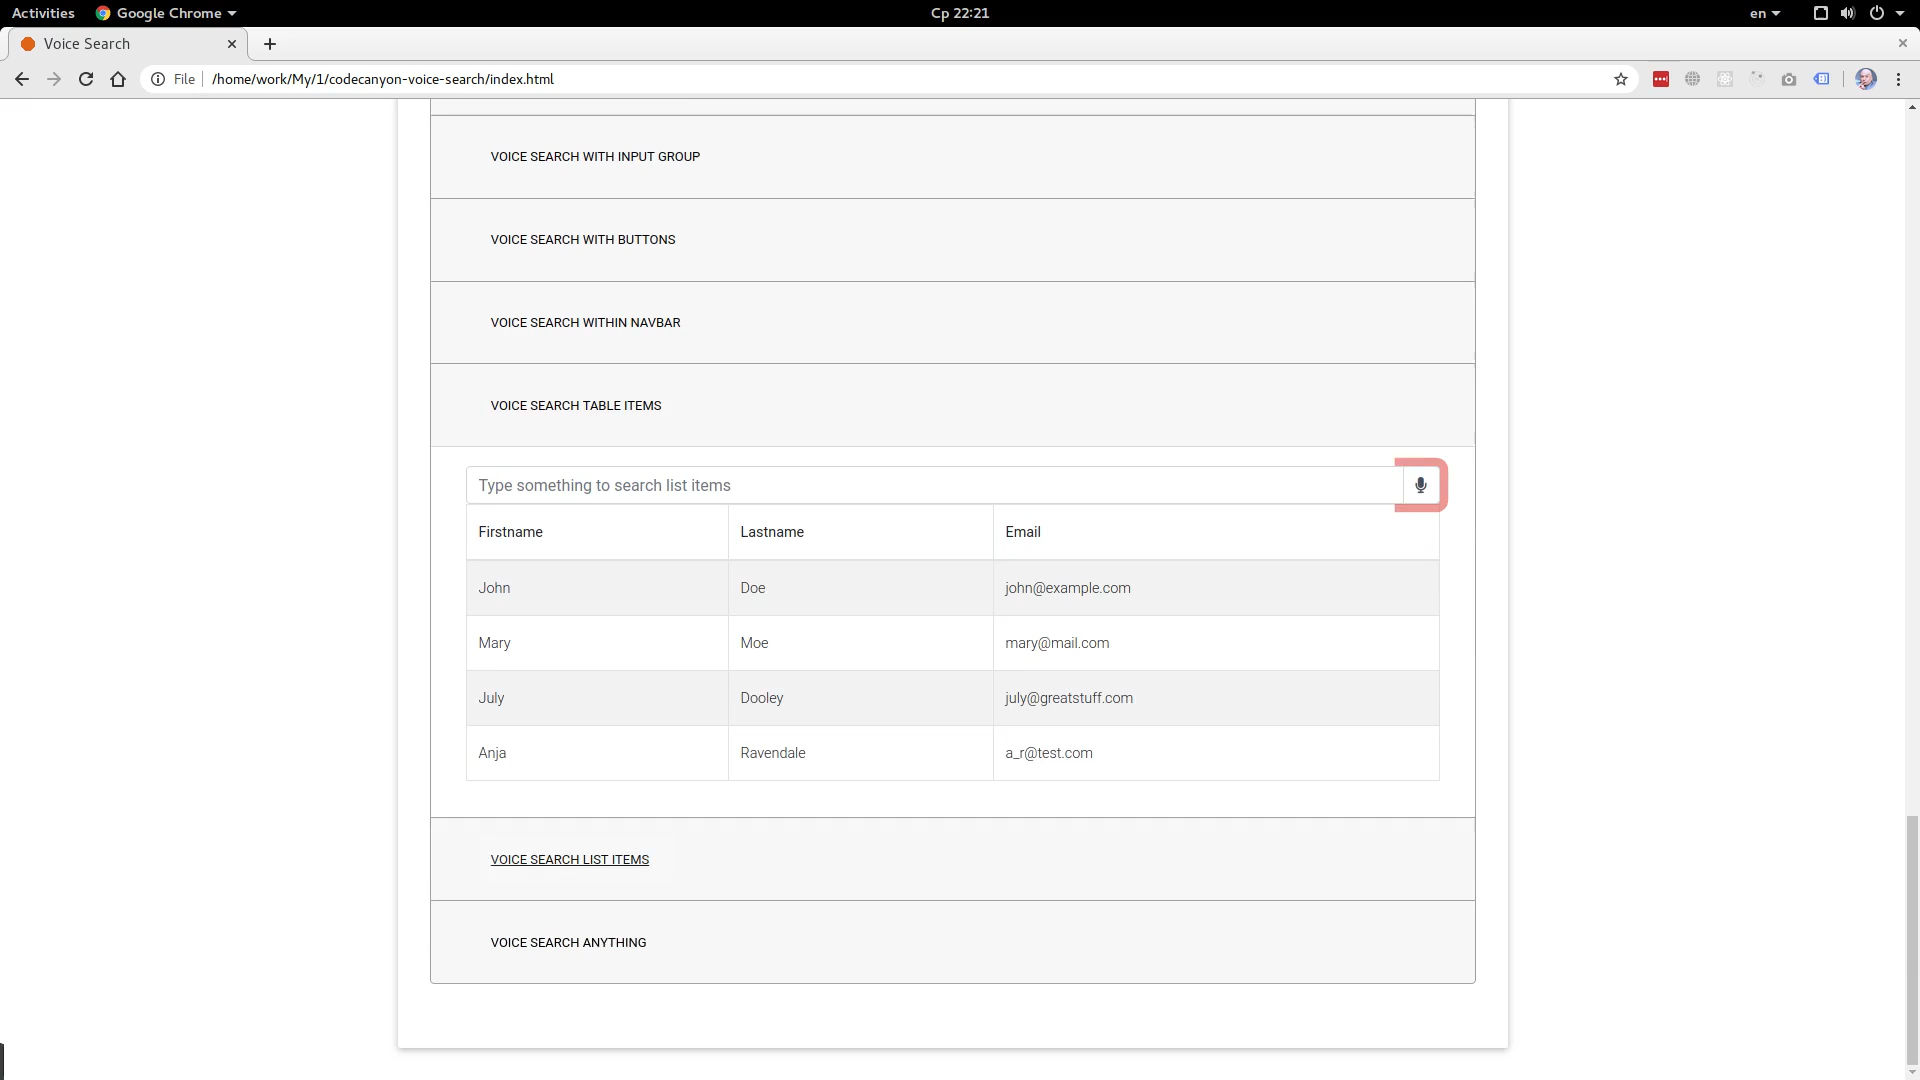 Activities Google Chrome Ср 22:21 en
Voice Search
File /home/work/My/1/codecanyon-voice-search/index.html
VOICE SEARCH WITH INPUT GROUP
VOICE SEARCH WITH BUTTONS
VOICE SEARCH WITHIN NAVBAR
VOICE SEARCH TABLE ITEMS
Type something to search list items
Firstname Lastname Email
John Doe john@example.com
Mary Moe mary@mail.com
July Dooley july@greatstuff.com
Anja Ravendale a_r@test.com
VOICE SEARCH LIST ITEMS
VOICE SEARCH ANYTHING